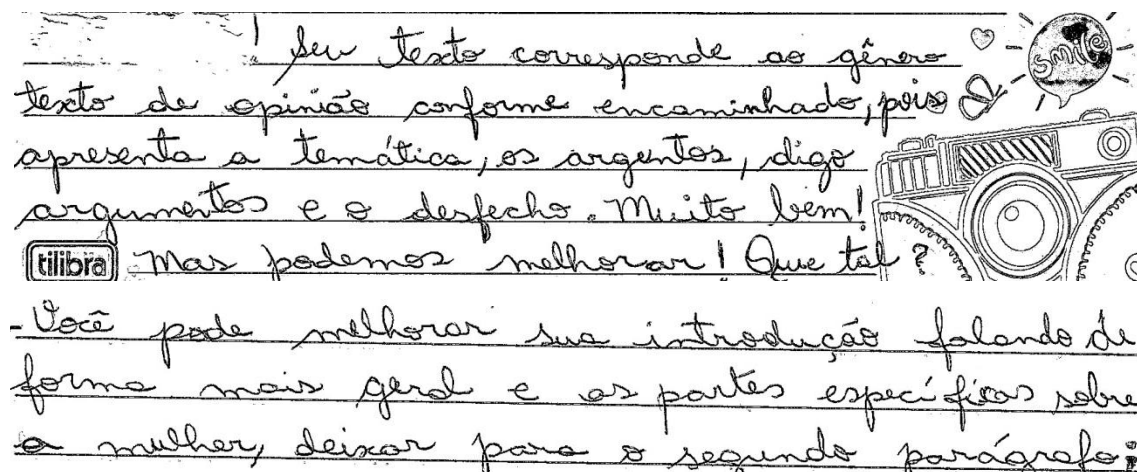 Seu texto corresponde ao gênero
smile
texto de opinião conforme encaminhado, pois
apresenta a temática, os argentos, digo
argumentos e o desfecho. Muito bem!
tilibra Mas podemos melhorar! Que tal?
- Você pode melhorar sua introdução falando de
forma mais geral e as partes específicas sobre
a mulher, deixar para o segundo parágrafo;